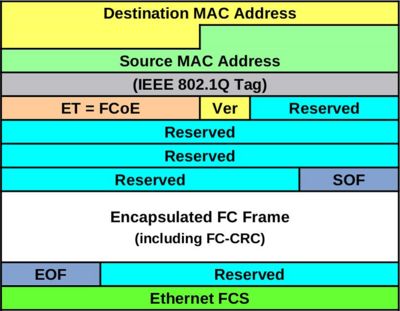 Destination MAC Address
Source MAC Address
(IEEE 802.1Q Tag)
ET = FCoE Ver Reserved
Reserved
Reserved
Reserved SOF
Encapsulated FC Frame
(including FC-CRC)
EOF Reserved
Ethernet FCS